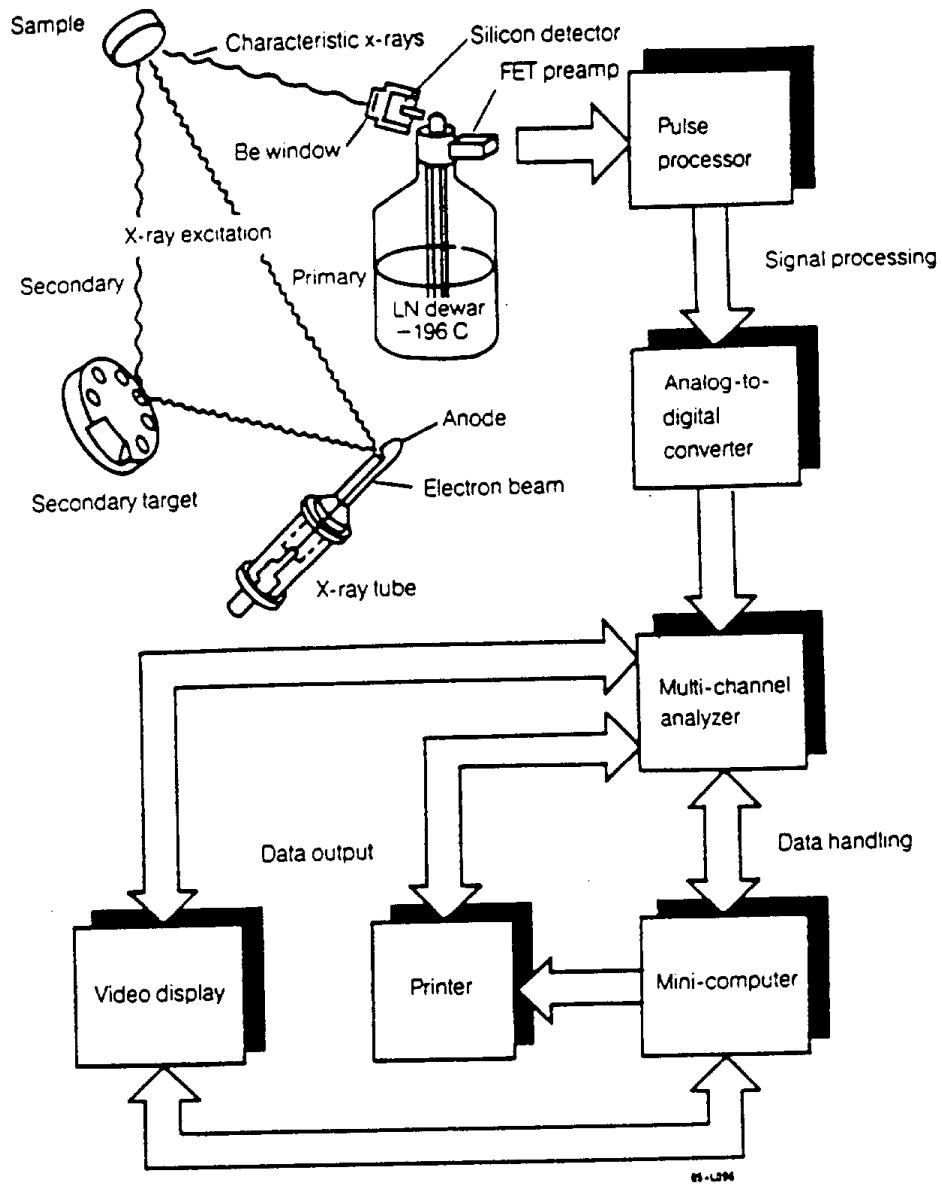 Sample
Characteristic x-rays
Silicon detector
FET preamp
Be window
Pulse
processor
X-ray excitation
Secondary
Primary
Signal processing
LN dewar
−196 C
Analog-to-
digital
converter
Anode
Electron beam
Secondary target
X-ray tube
Multi-channel
analyzer
Data output
Data handling
Video display
Printer
Mini-computer